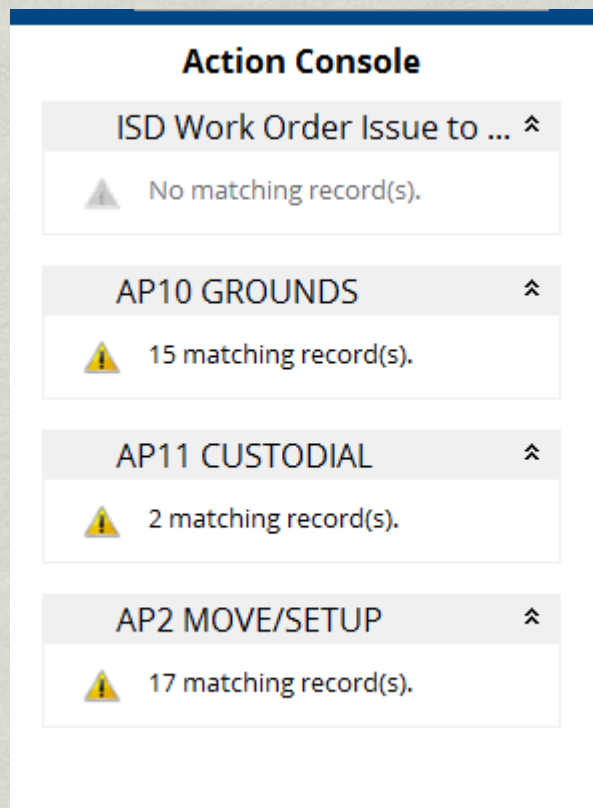 Action Console
ISD Work Order Issue to ...
No matching record(s).
AP10 GROUNDS
15 matching record(s).
AP11 CUSTODIAL
2 matching record(s).
AP2 MOVE/SETUP
17 matching record(s).